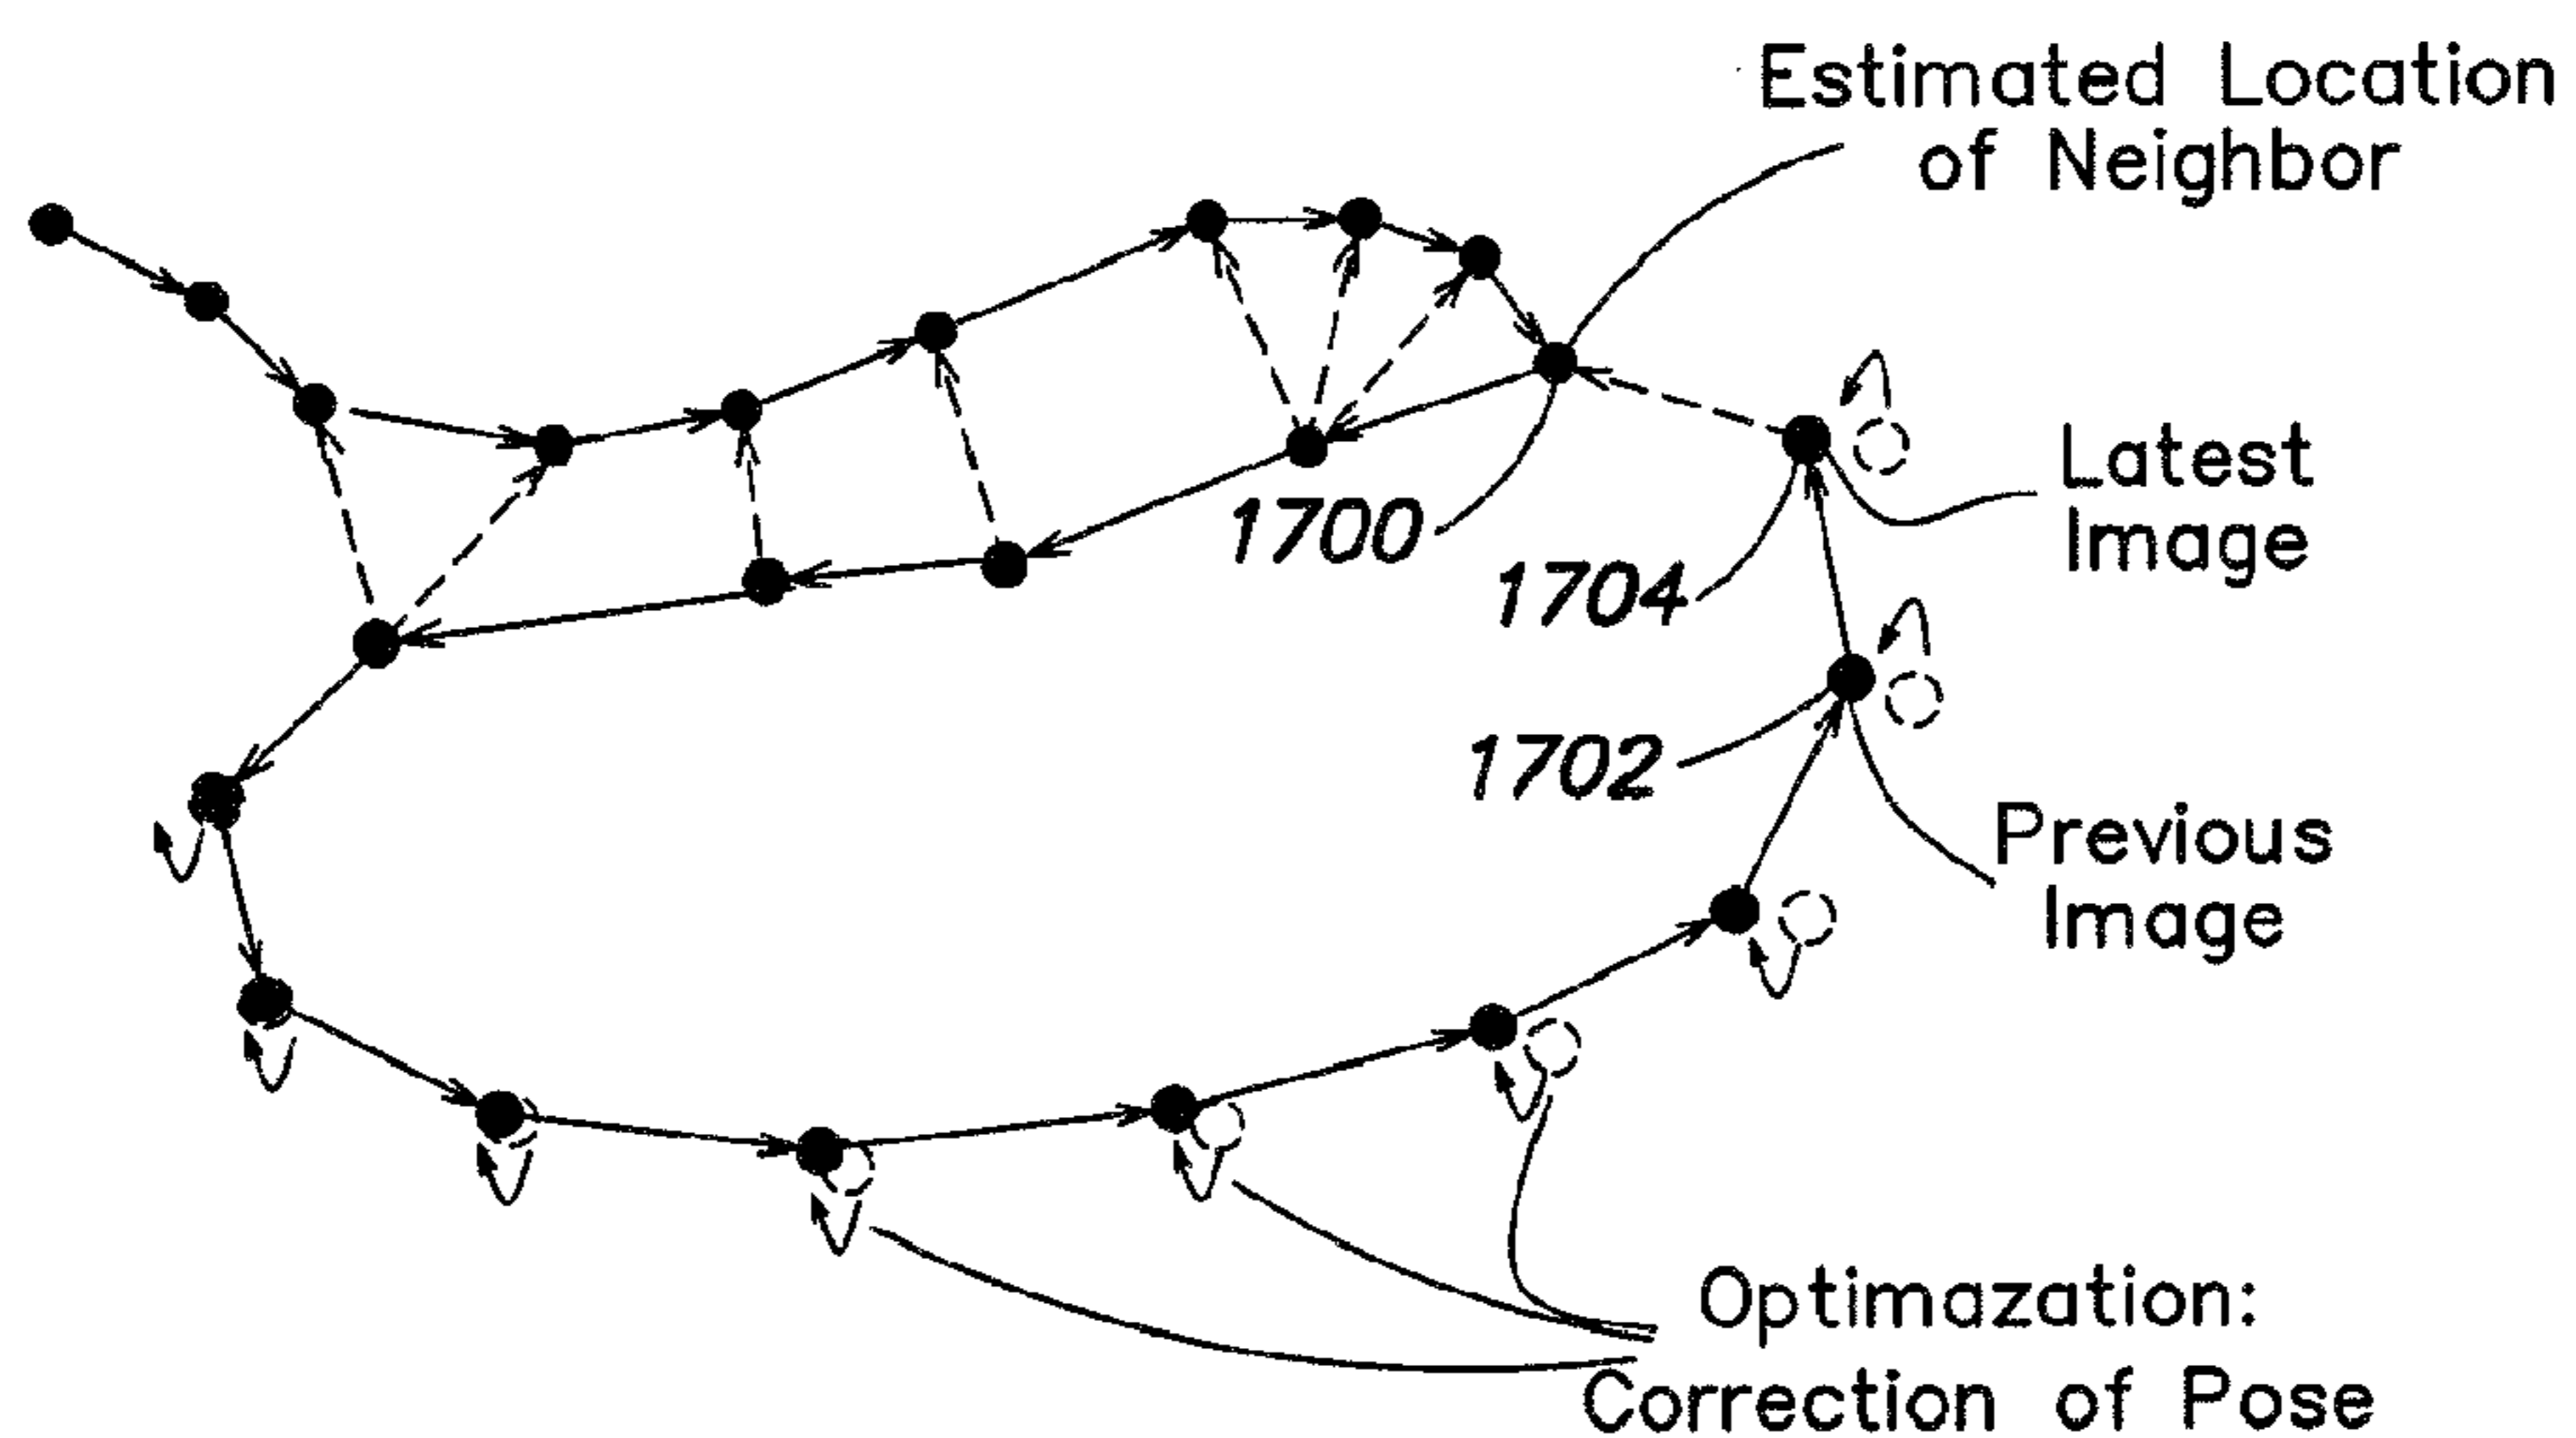 Estimated Location
of Neighbor
Latest
Image
1700
1704
1702
Previous
Image
Optimazation:
Correction of Pose